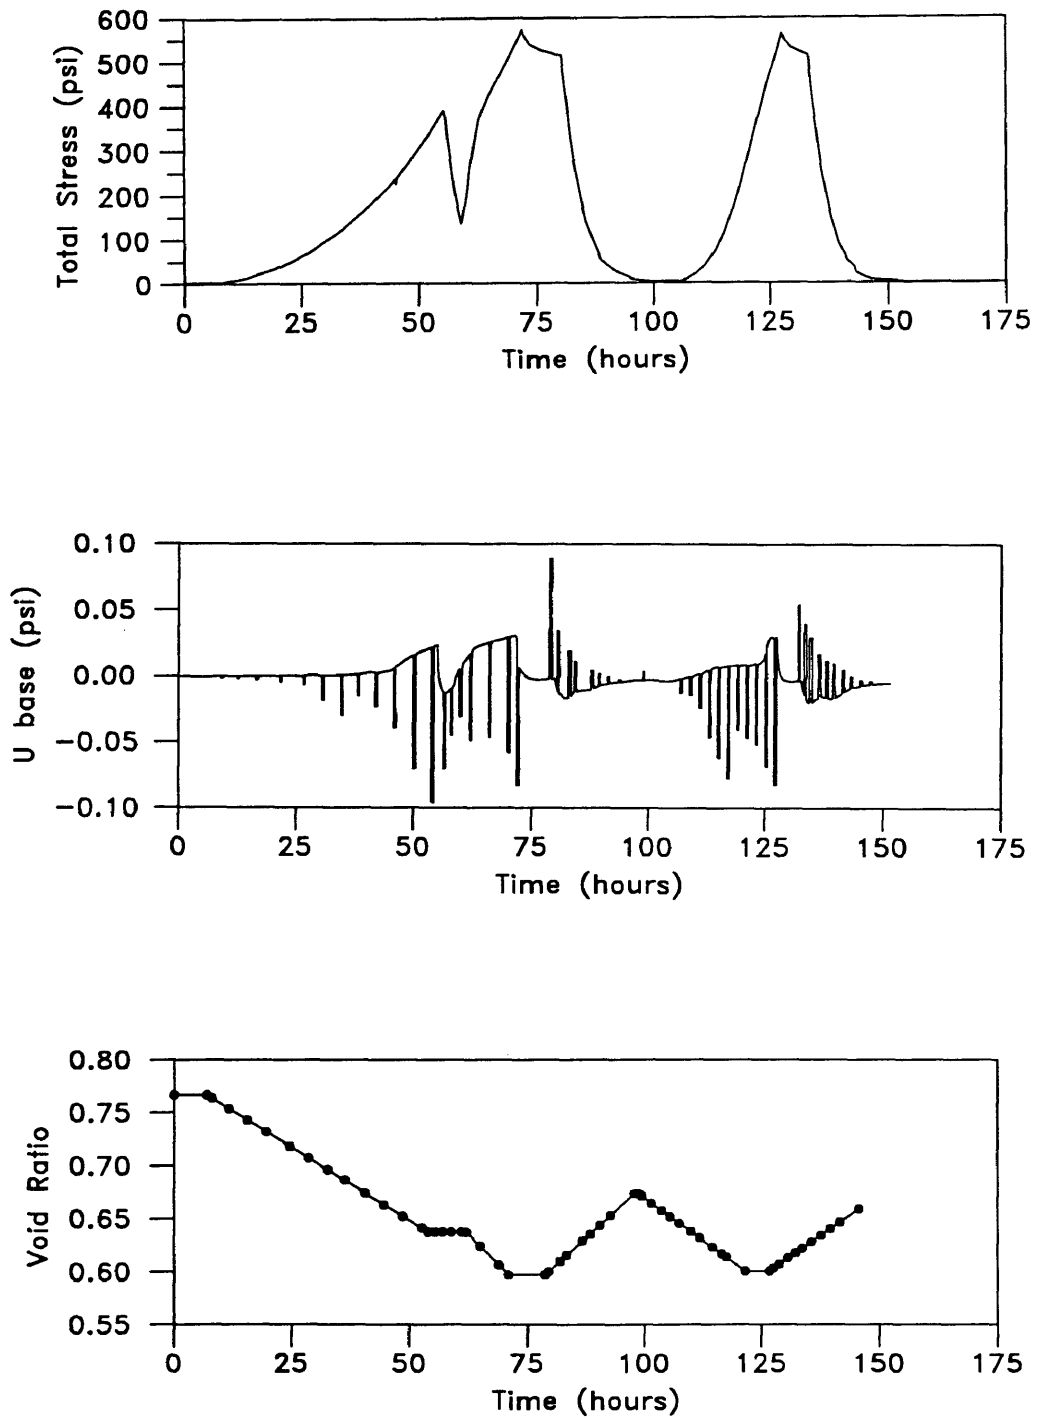 600
500
400
300
200
100
0
Total Stress (psi)
0 25 50 75 100 125 150 175
Time (hours)
0.10
0.05
0.00
−0.05
−0.10
U base (psi)
0 25 50 75 100 125 150 175
Time (hours)
0.80
0.75
0.70
0.65
0.60
0.55
Void Ratio
0 25 50 75 100 125 150 175
Time (hours)